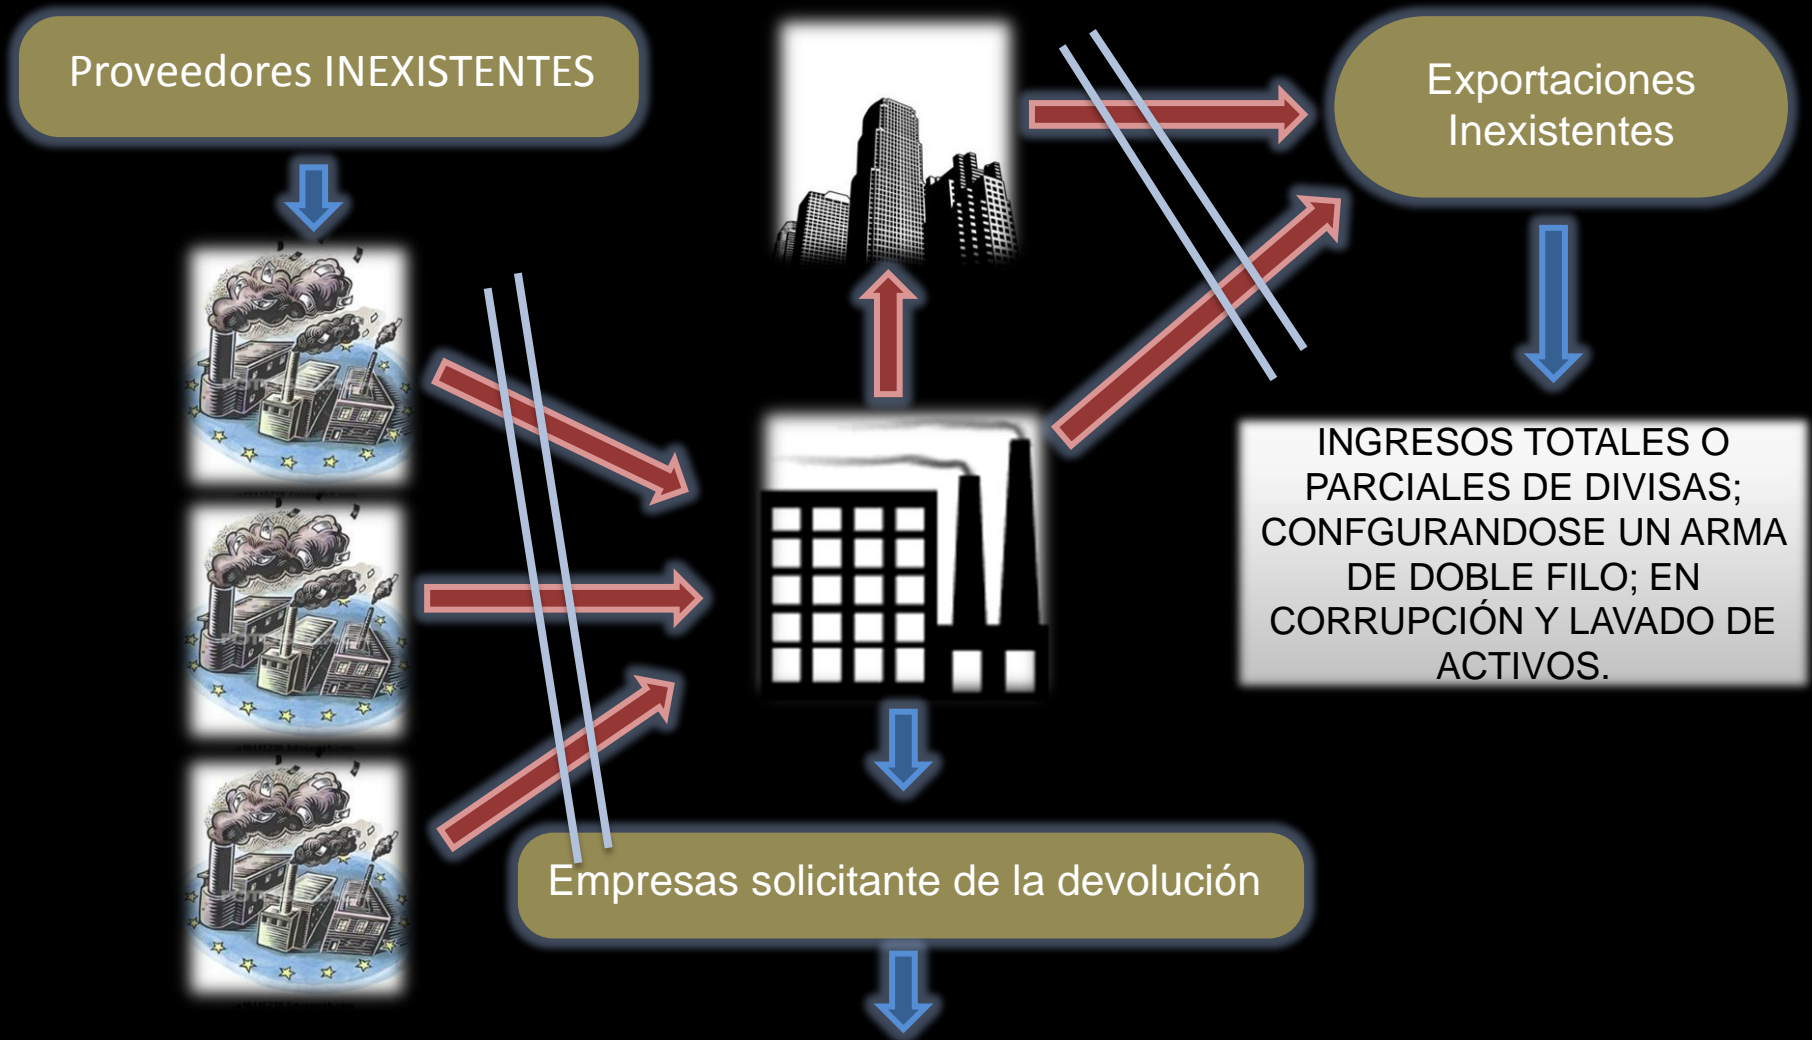 Proveedores INEXISTENTES
Exportaciones
Inexistentes
INGRESOS TOTALES O
PARCIALES DE DIVISAS;
CONFGURANDOSE UN ARMA
DE DOBLE FILO; EN
CORRUPCIÓN Y LAVADO DE
ACTIVOS.
Empresas solicitante de la devolución